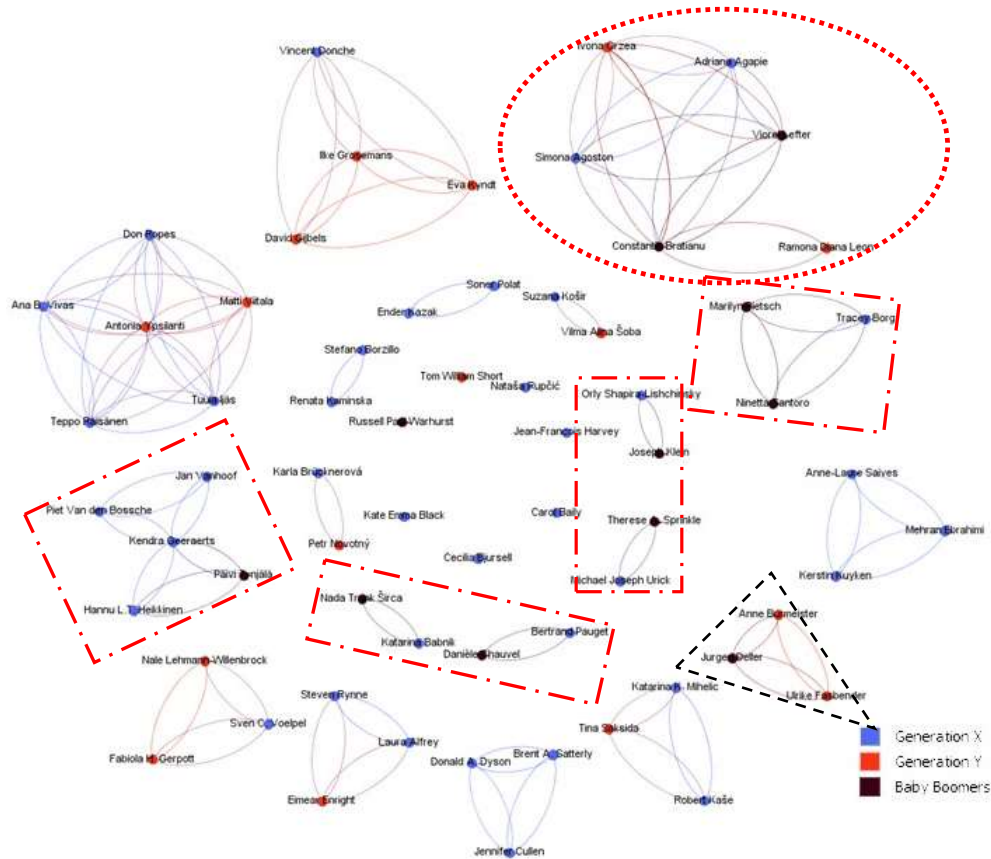 Vincent Donche
Ivona Orzea
Adriana Agapie
Viorel Lefter
Ilke Grosemans
Simona Agoston
Eva Kyndt
David Gijbels
Constantin Bratianu
Ramona Diana Leon
Don Ropes
Ana B. Vivas
Matti Viitala
Antonia Ypsilanti
Soner Polat
Suzana Košir
Ender Kazak
Vilma Alina Šoba
Marilyn Pietsch
Tracey Borg
Stefano Borzillo
Tom William Short
Nataša Rupčić
Orly Shapira-Lishchinsky
Renata Kaminska
Ninetta Santoro
Teppo Räisänen
Tuuri Ijäs
Russell Paul Warhurst
Jean-François Harvey
Joseph Klein
Jan Vanhoof
Karla Brücknerová
Anne-Laure Saives
Piet Van den Bossche
Kate Emma Black
Carol Baily
Therese Sprinkle
Mehran Ebrahimi
Kendra Geeraerts
Petr Novotný
Cecilia Bjursell
Päivi Tynjälä
Michael Joseph Urick
Kerstin Kuyken
Nada Trunk Širca
Hannu L.T. Heikkinen
Anne Burmeister
Bertrand Pauget
Katarina Babnik
Danièle Chauvel
Jurgen Deller
Nale Lehmann-Willenbrock
Steven Rynne
Katarina K. Mihelic
Ulrike Fasbender
Sven C. Voelpel
Tina Saksida
Generation X
Laura Alfrey
Brent A. Satterly
Fabiola H. Gerpott
Donald A. Dyson
Generation Y
Eimear Enright
Robert Kaše
Baby Boomers
Jennifer Cullen